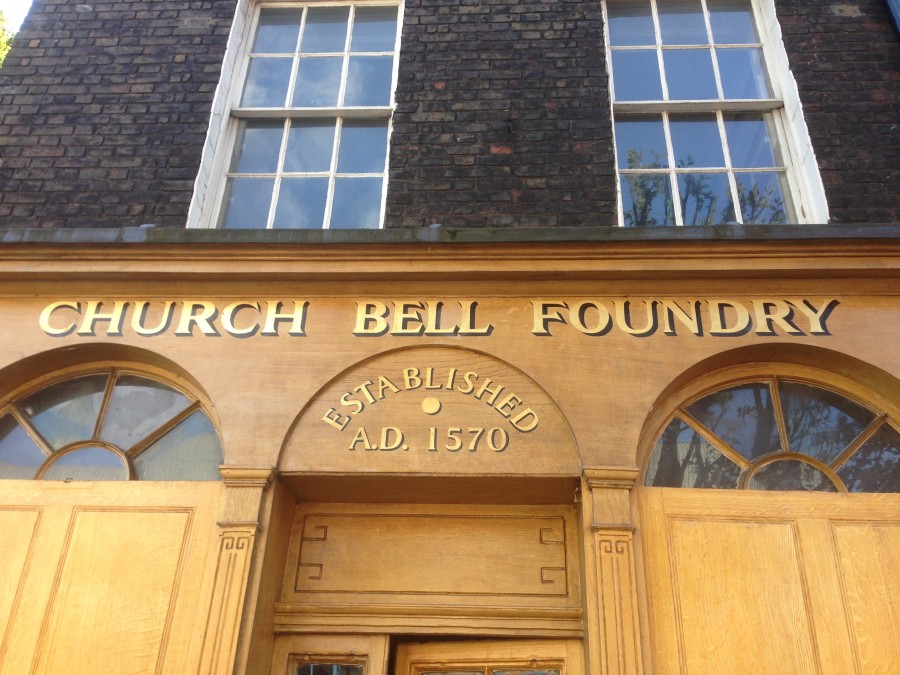 CHURCH BELL FOUNDRY
ESTABLISHED
A.D. 1570